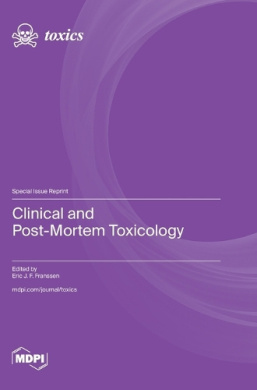 toxics
Special Issue Reprint
Clinical and
Post-Mortem Toxicology
Edited by
Eric J. F. Franssen
mdpi.com/journal/toxics
MDPI